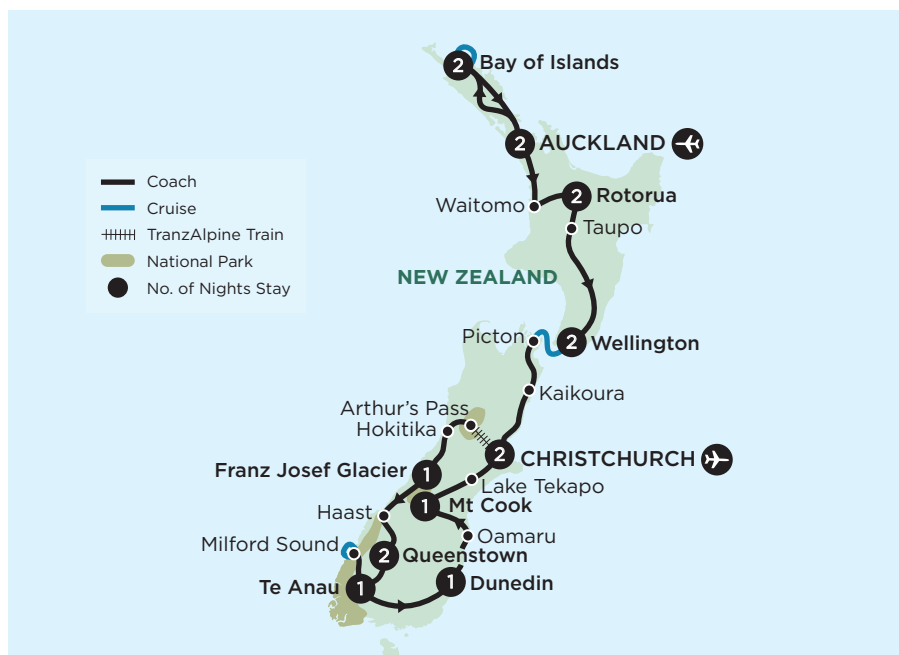 2 Bay of Islands
2 AUCKLAND
Coach
Cruise
TranzAlpine Train
National Park
No. of Nights Stay
Waitomo
2 Rotorua
Taupo
NEW ZEALAND
Picton
2 Wellington
Kaikoura
Arthur's Pass
Hokitika
2 CHRISTCHURCH
Franz Josef Glacier 1
Lake Tekapo
1 Mt Cook
Haast
Oamaru
Milford Sound
2 Queenstown
Te Anau 1
1 Dunedin